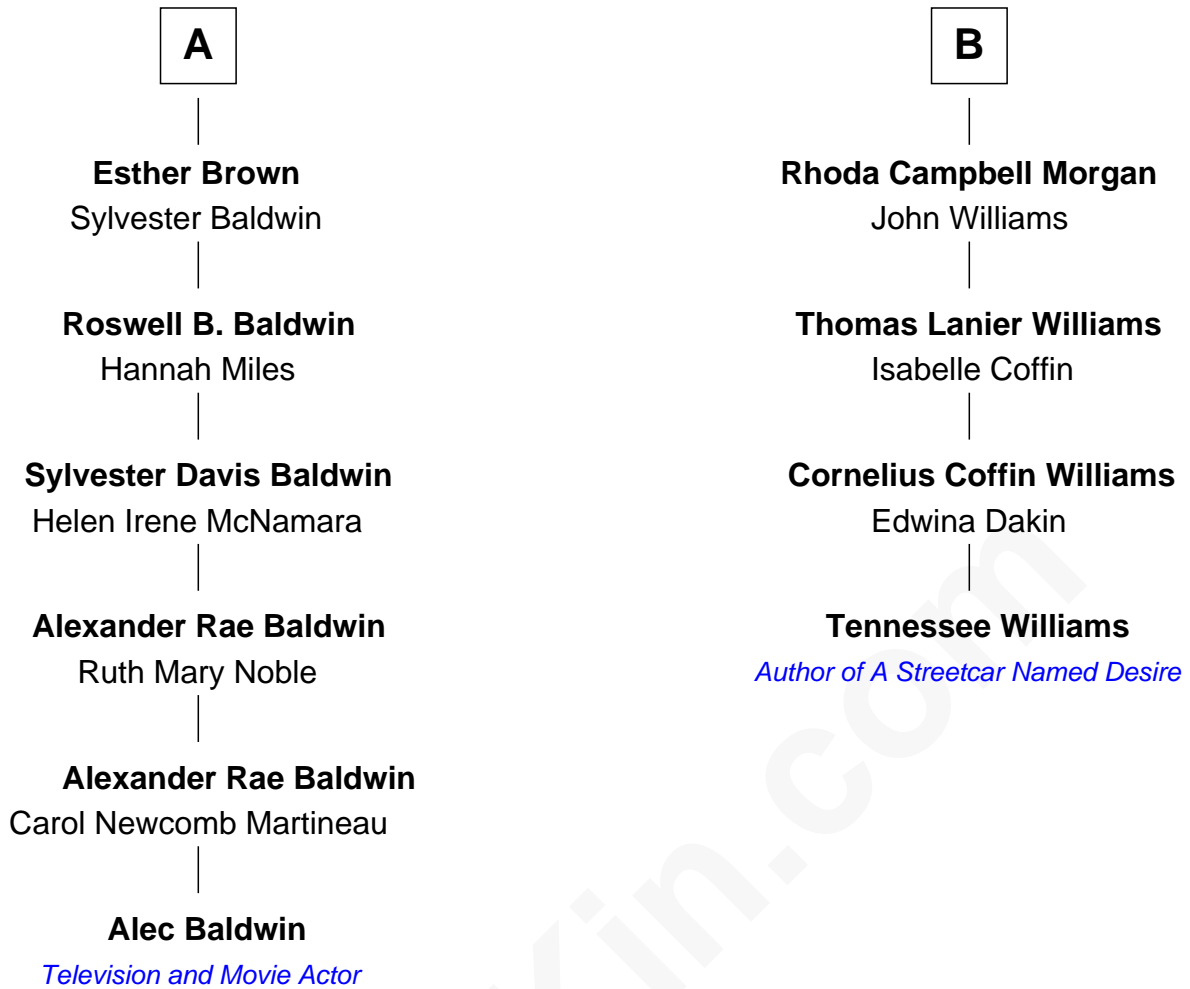 A
Esther Brown
Sylvester Baldwin
Roswell B. Baldwin
Hannah Miles
Sylvester Davis Baldwin
Helen Irene McNamara
Alexander Rae Baldwin
Ruth Mary Noble
Alexander Rae Baldwin
Carol Newcomb Martineau
Alec Baldwin
Television and Movie Actor
B
Rhoda Campbell Morgan
John Williams
Thomas Lanier Williams
Isabelle Coffin
Cornelius Coffin Williams
Edwina Dakin
Tennessee Williams
Author of A Streetcar Named Desire
in.com